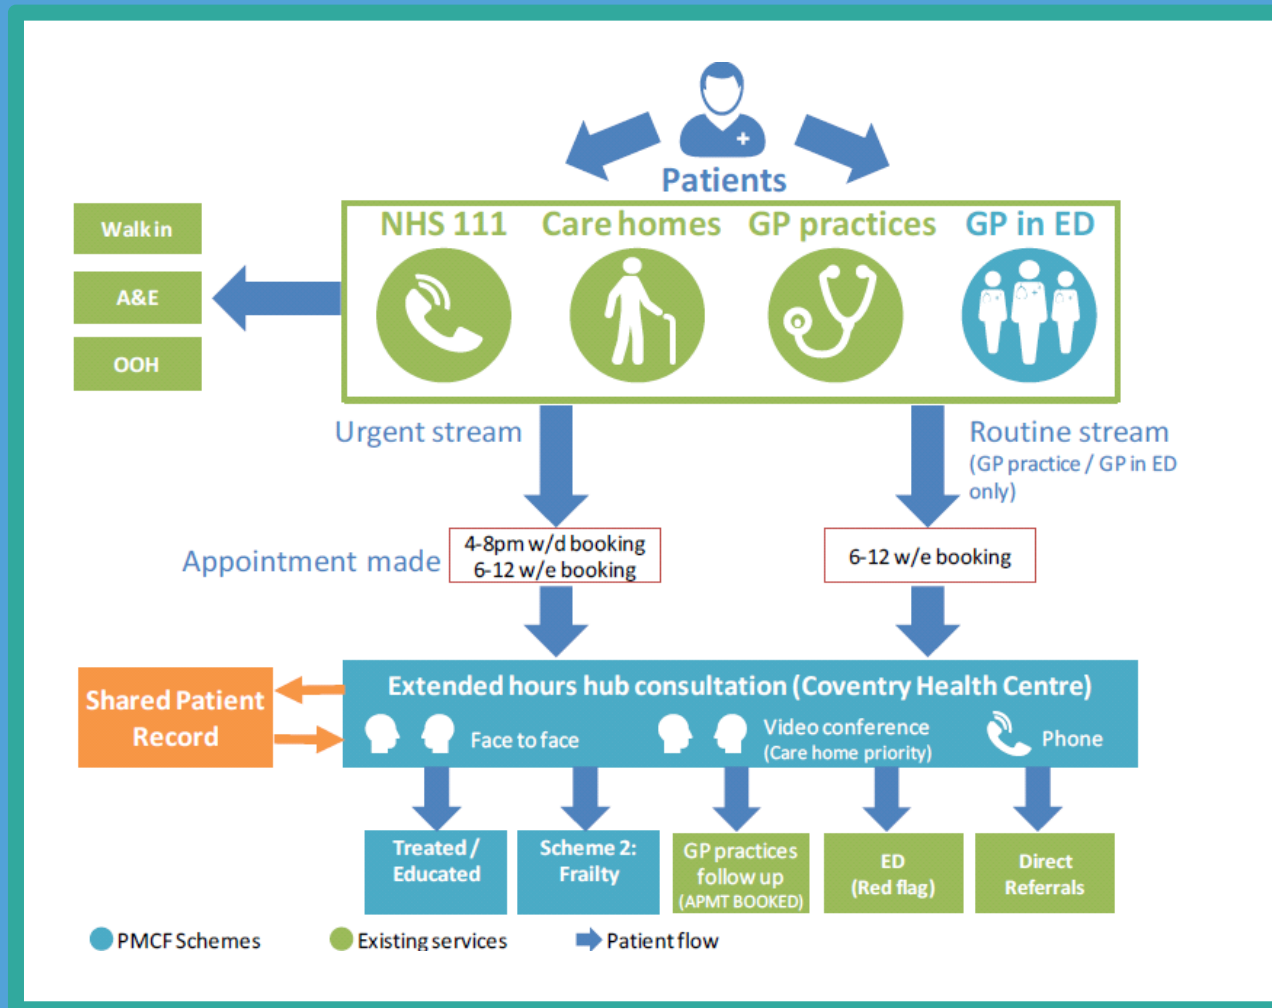 Patients
NHS 111
Care homes
GP practices
GP in ED
Walk in
A&E
OOH
Urgent stream
Routine stream
(GP practice / GP in ED
only)
Appointment made
4-8pm w/d booking
6-12 w/e booking
6-12 w/e booking
Shared Patient
Record
Extended hours hub consultation (Coventry Health Centre)
Face to face
Video conference
(Care home priority)
Phone
Treated /
Educated
Scheme 2:
Frailty
GP practices
follow up
(APMT BOOKED)
ED
(Red flag)
Direct
Referrals
PMCF Schemes
Existing services
Patient flow